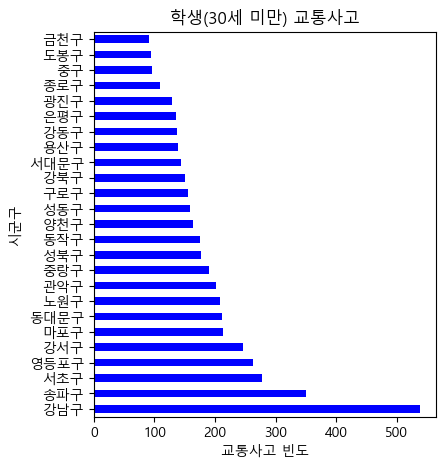 학생(30세 미만) 교통사고
시군구
금천구
도봉구
중구
종로구
광진구
은평구
강동구
용산구
서대문구
강북구
구로구
성동구
양천구
동작구
성북구
중랑구
관악구
노원구
동대문구
마포구
강서구
영등포구
서초구
송파구
강남구
0 100 200 300 400 500
교통사고 빈도